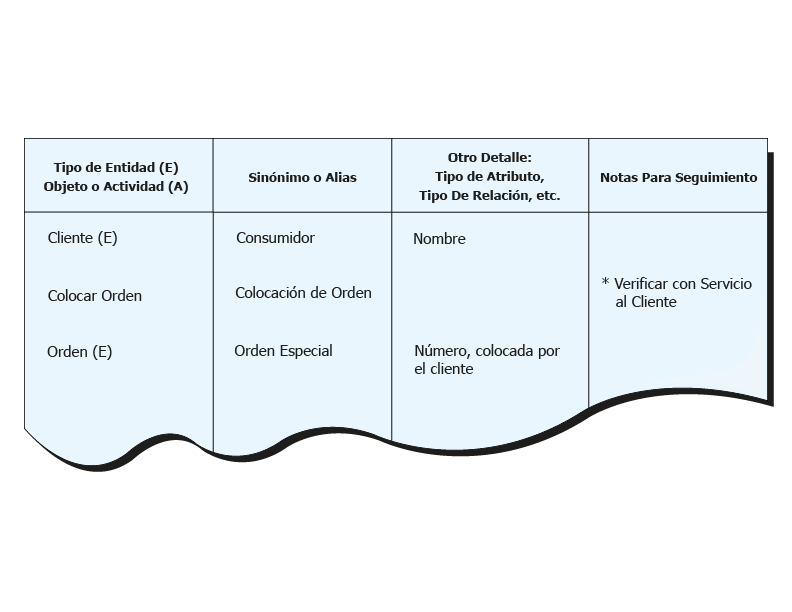 Tipo de Entidad (E)
Objeto o Actividad (A)
Sinónimo o Alias
Otro Detalle:
Tipo de Atributo,
Tipo De Relación, etc.
Notas Para Seguimiento
Cliente (E)
Consumidor
Nombre
Colocar Orden
Colocación de Orden
* Verificar con Servicio
al Cliente
Orden (E)
Orden Especial
Número, colocada por
el cliente